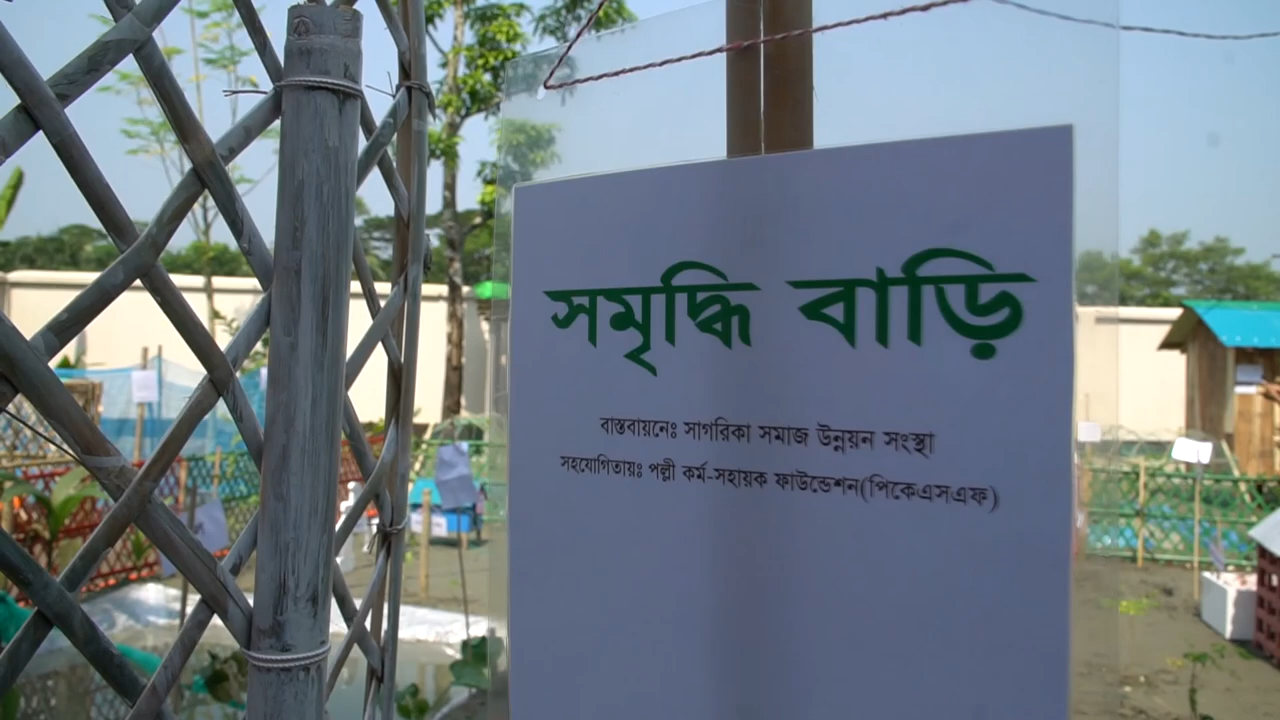 সমৃদ্ধি বাড়ি
বাস্তবায়নেঃ সাগরিকা সমাজ উন্নয়ন সংস্থা
সহযোগিতায়ঃ পল্লী কর্ম-সহায়ক ফাউন্ডেশন(পিকেএসএফ)